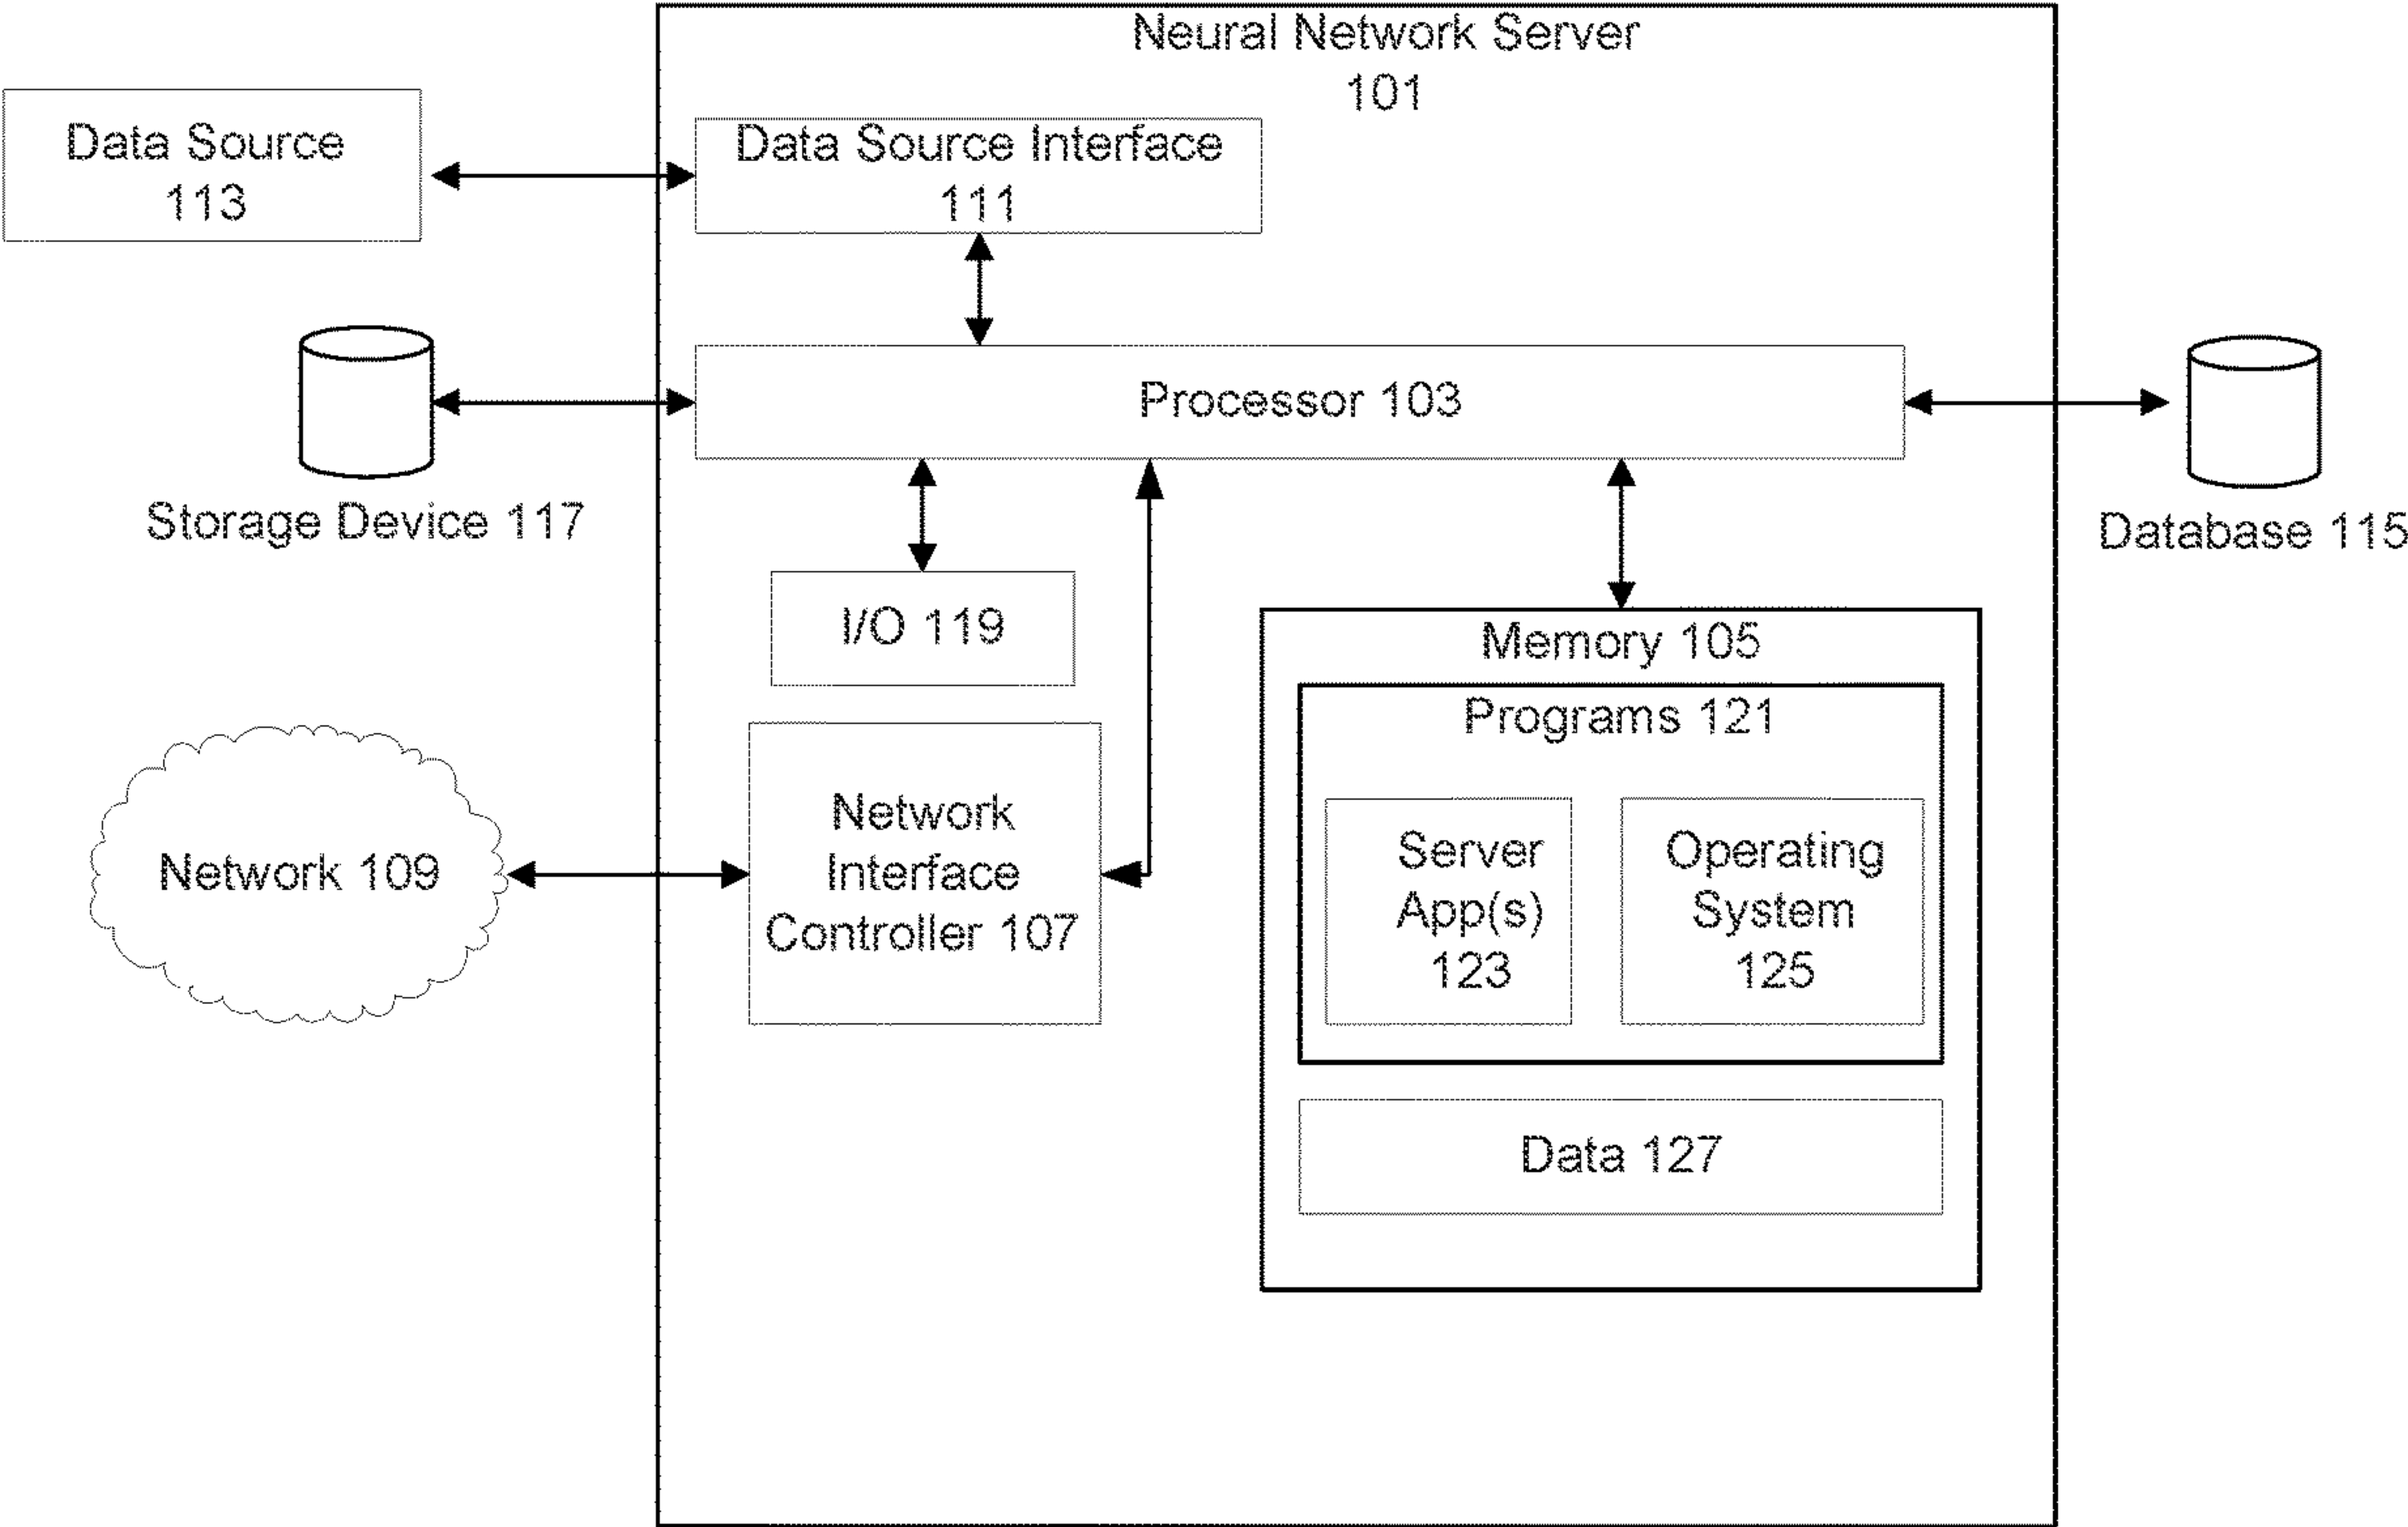 Neural Network Server
101
Data Source
113
Data Source Interface
111
Processor 103
Storage Device 117
Database 115
I/O 119
Memory 105
Programs 121
Network
Interface
Controller 107
Network 109
Server
App(s)
123
Operating
System
125
Data 127